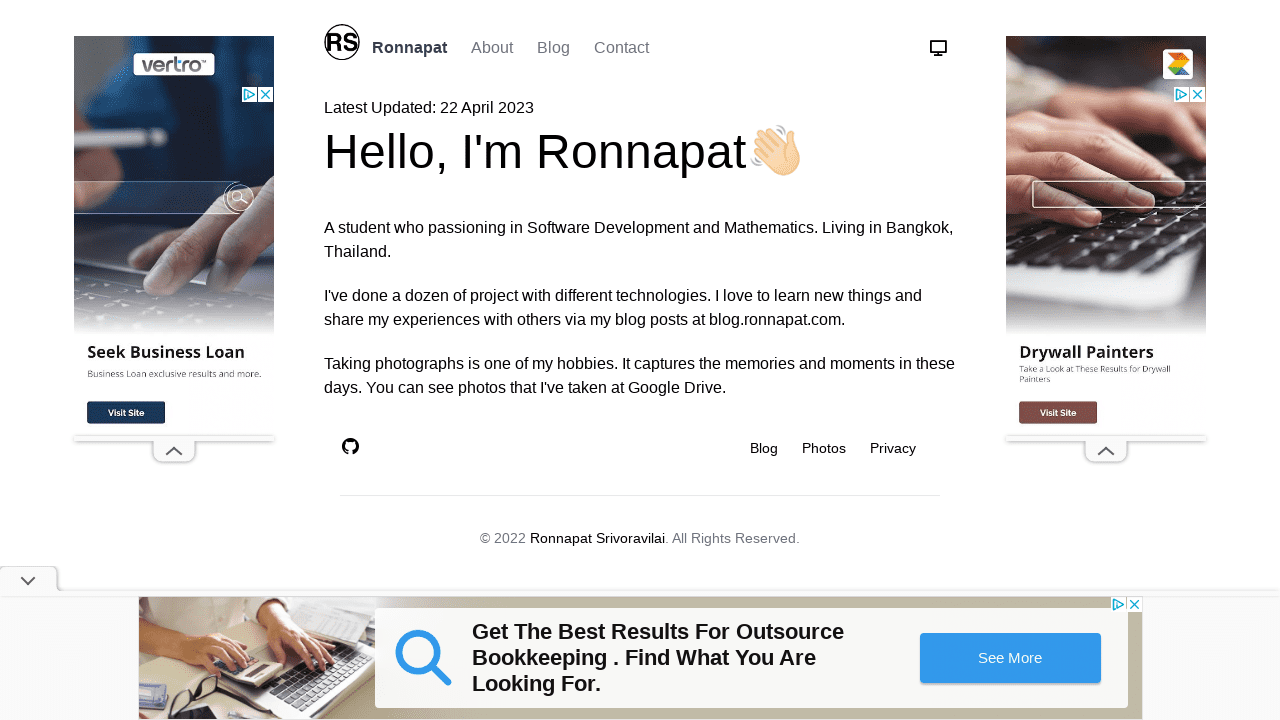 RS
Ronnapat About Blog Contact
Latest Updated: 22 April 2023
Hello, I'm Ronnapat
A student who passioning in Software Development and Mathematics. Living in Bangkok,
Thailand.
I've done a dozen of project with different technologies. I love to learn new things and
share my experiences with others via my blog posts at blog.ronnapat.com.
Taking photographs is one of my hobbies. It captures the memories and moments in these
days. You can see photos that I've taken at Google Drive.
Blog Photos Privacy
© 2022 Ronnapat Srivoravilai. All Rights Reserved.
vertro™
Seek Business Loan
Business Loan exclusive results and more.
Visit Site
Drywall Painters
Take a Look at These Results for Drywall
Painters
Visit Site
Get The Best Results For Outsource
Bookkeeping . Find What You Are
Looking For.
See More